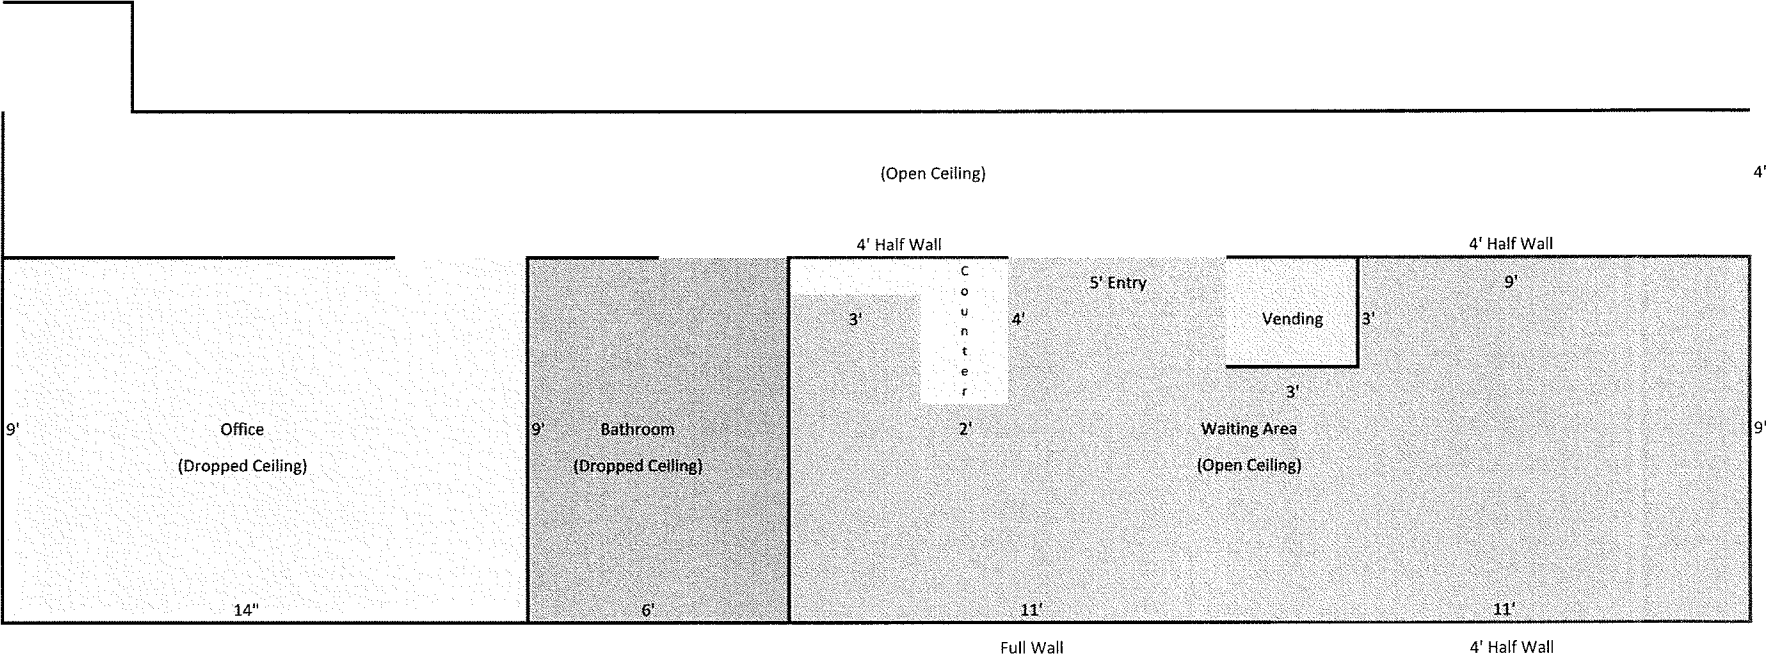 (Open Ceiling)
4'
4' Half Wall
4' Half Wall
Counter
5' Entry
9'
3'
4'
Vending
3'
3'
9'
Office
9'
Bathroom
2'
Waiting Area
9'
(Dropped Ceiling)
(Dropped Ceiling)
(Open Ceiling)
14"
6'
11'
11'
Full Wall
4' Half Wall